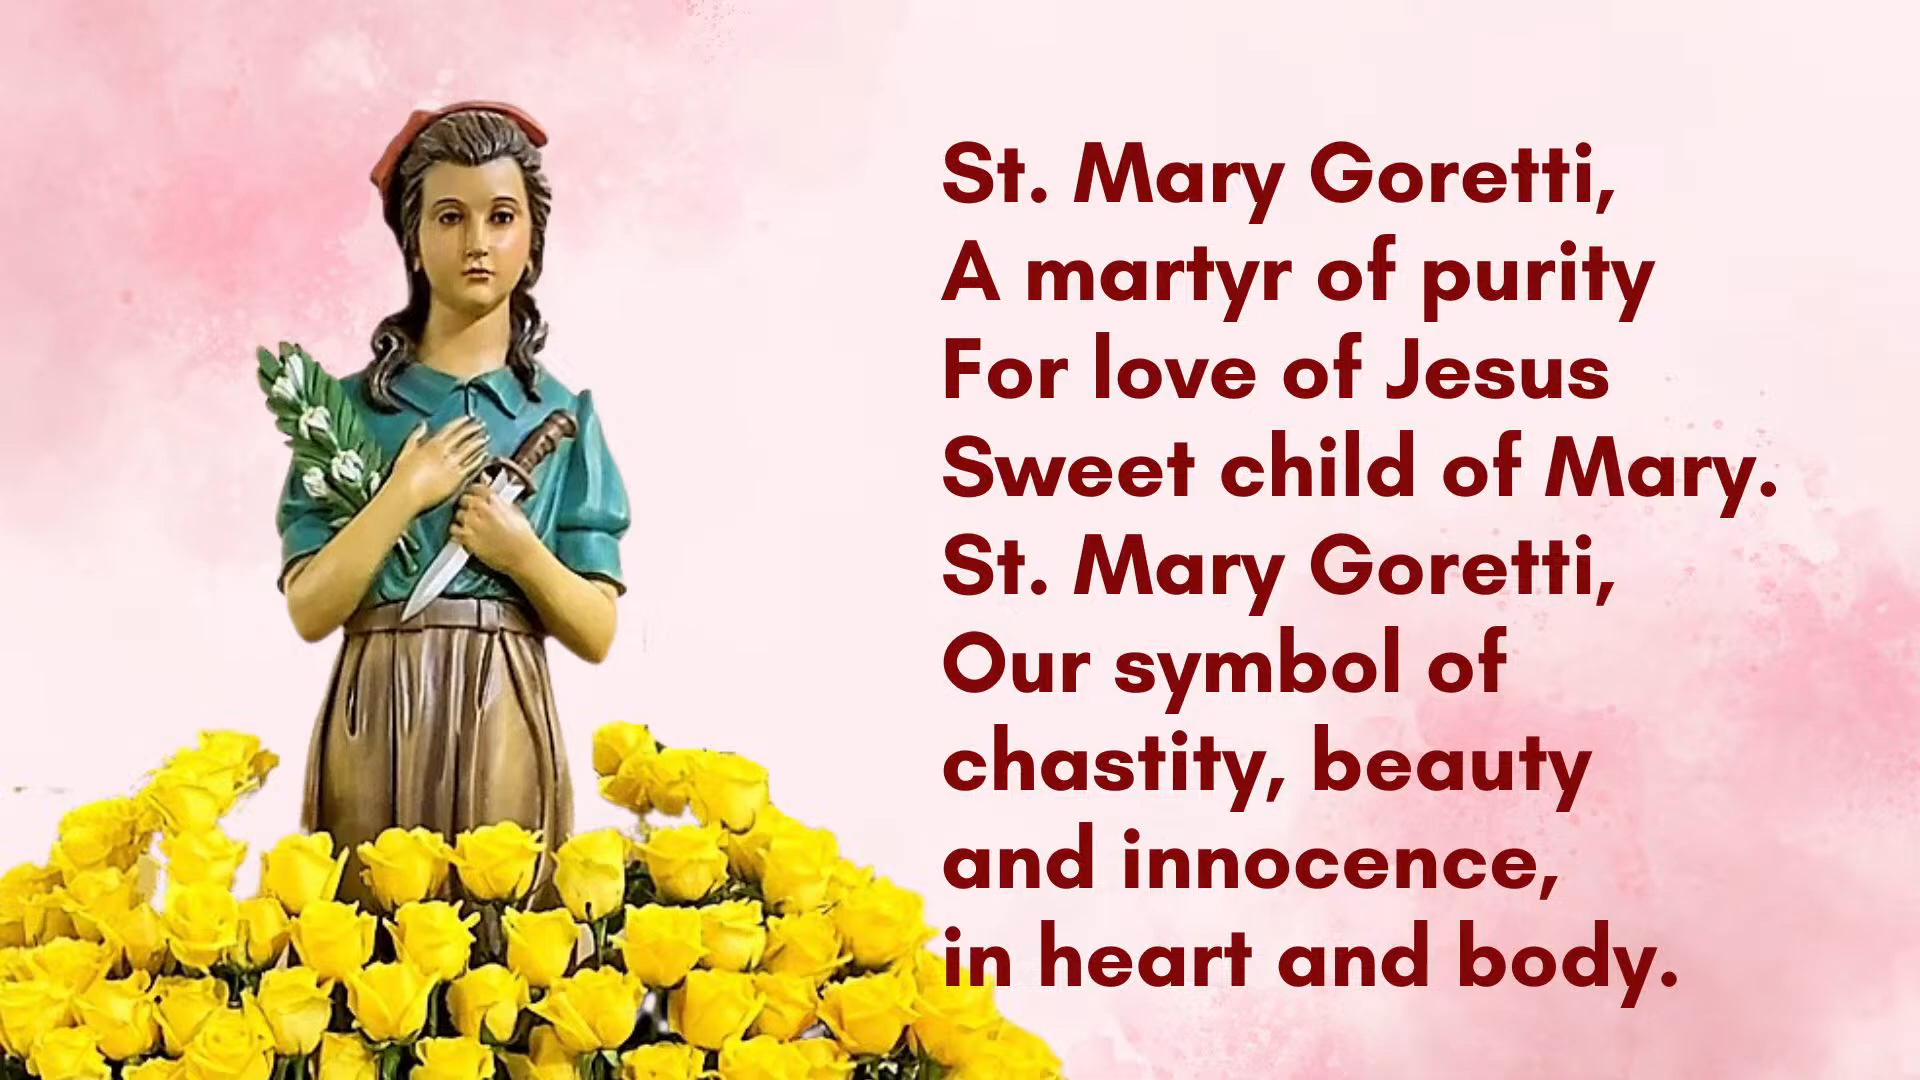 St. Mary Goretti,
A martyr of purity
For love of Jesus
Sweet child of Mary.
St. Mary Goretti,
Our symbol of
chastity, beauty
and innocence,
in heart and body.